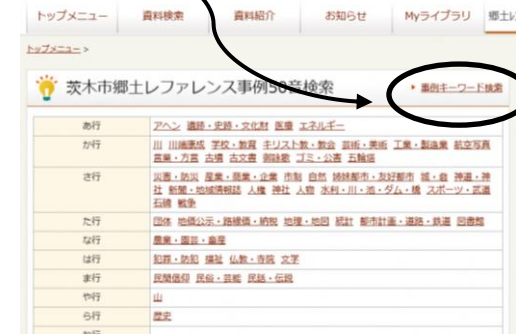 トップメニュー 資料検索 資料紹介 お知らせ Myライブラリ 郷土レ
トップメニュー >
茨木市郷土レファレンス事例50音検索
事例キーワード検索
あ行 アヘン 遺跡・史跡・文化財 医療 エネルギー
か行 川 川端康成 学校・教育 キリスト教・教会 芸術・美術 工業・製造業 航空写真
言葉・方言 古墳 古文書 御詠歌 ゴミ・公害 五輪塔
さ行 災害・防災 産業・商業・企業 市制 自然 姉妹都市・友好都市 城・砦 神道・神
社 新聞・地域情報誌 人権 神社 人物 水利・川・池・ダム・橋 スポーツ・武道
石碑 戦争
た行 団体 地価公示・路線価・納税 地理・地図 統計 都市計画・道路・鉄道 図書館
な行 農業・園芸・畜産
は行 犯罪・防犯 福祉 仏教・寺院 文学
ま行 民間信仰 民俗・芸能 民話・伝説
や行 山
ら行 歴史